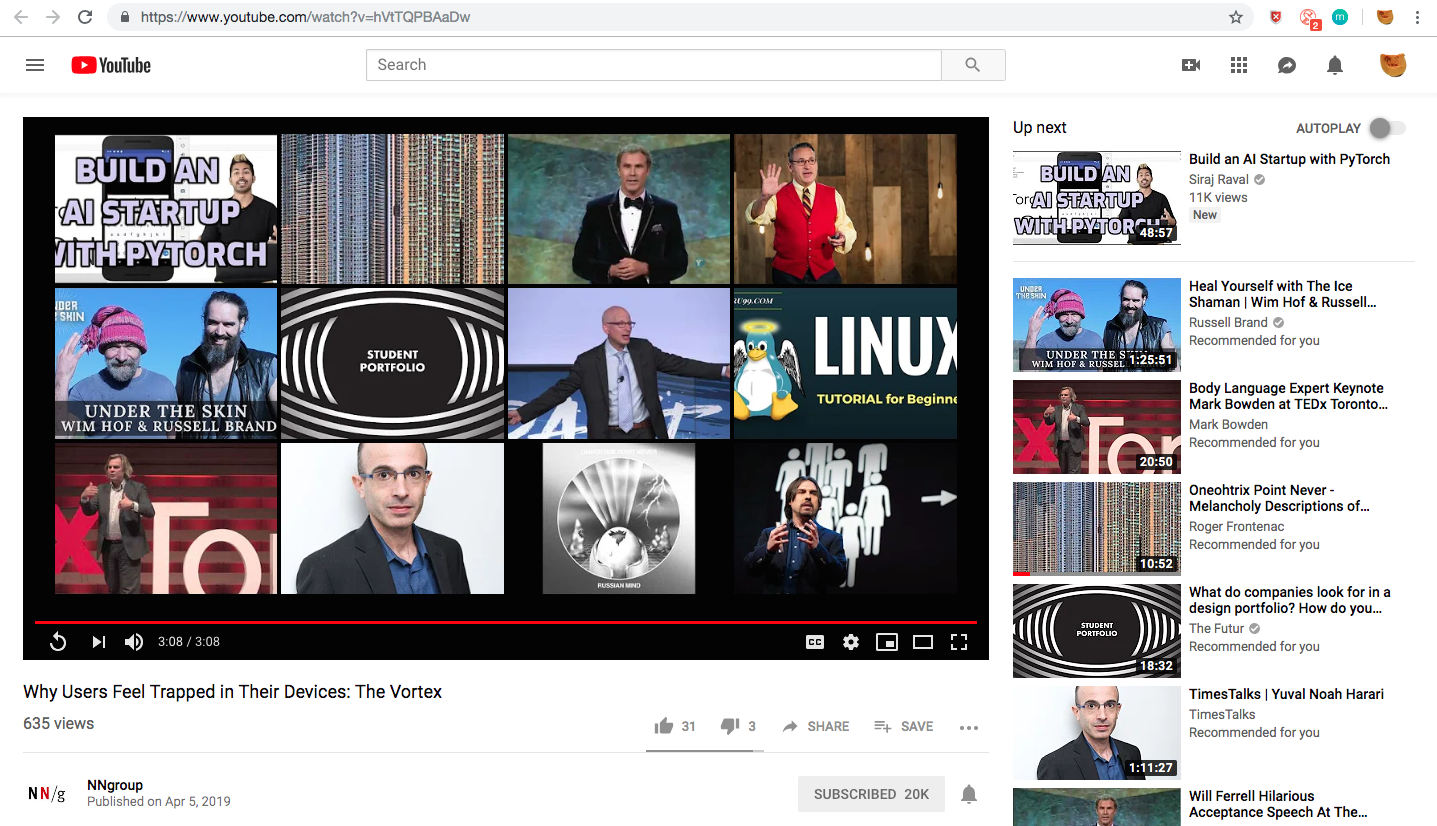 https://www.youtube.com/watch?v=hVtTQPBAaDw
2
m
YouTube
Search
BUILD AN
AI STARTUP
WITH PYTORCH
UNDER
THE SKIN
UNDER THE SKIN
WIM HOF & RUSSELL BRAND
STUDENT
PORTFOLIO
RU99.COM
LINUX
TUTORIAL for Beginne
X
Tor
RUSSIAN MIND
CC
3:08 / 3:08
Why Users Feel Trapped in Their Devices: The Vortex
635 views
31
3
SHARE
SAVE
NN/g
NNgroup
Published on Apr 5, 2019
SUBSCRIBED 20K
Up next
AUTOPLAY
BUILD AN
AI STARTUP
WITH PYTORCH
48:57
Build an AI Startup with PyTorch
Siraj Raval
11K views
New
UNDER
THE SKIN
UNDER THE SKIN
WIM HOF & RUSSELL
1:25:51
Heal Yourself with The Ice
Shaman | Wim Hof & Russell...
Russell Brand
Recommended for you
X
Tor
20:50
Body Language Expert Keynote
Mark Bowden at TEDx Toronto...
Mark Bowden
Recommended for you
10:52
Oneohtrix Point Never -
Melancholy Descriptions of...
Roger Frontenac
Recommended for you
STUDENT
PORTFOLIO
18:32
What do companies look for in a
design portfolio? How do you...
The Futur
Recommended for you
1:11:27
TimesTalks | Yuval Noah Harari
TimesTalks
Recommended for you
Will Ferrell Hilarious
Acceptance Speech At The...